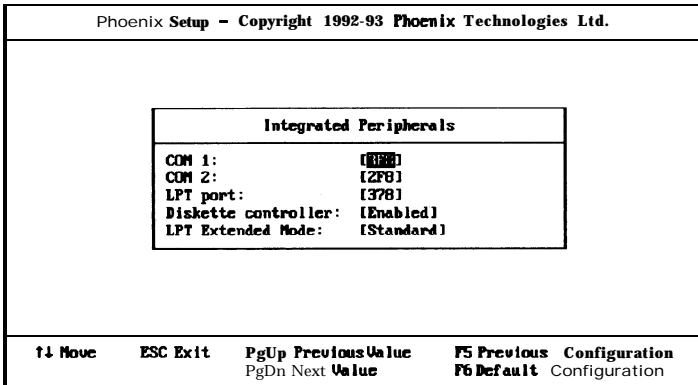 Phoenix Setup – Copyright 1992-93 Phoenix Technologies Ltd.
Integrated Peripherals
COM 1: [3F8]
COM 2: [2F8]
LPT port: [378]
Diskette controller: [Enabled]
LPT Extended Mode: [Standard]
↑↓ Move ESC Exit PgUp Previous Value F5 Previous Configuration
PgDn Next Value F6 Default Configuration